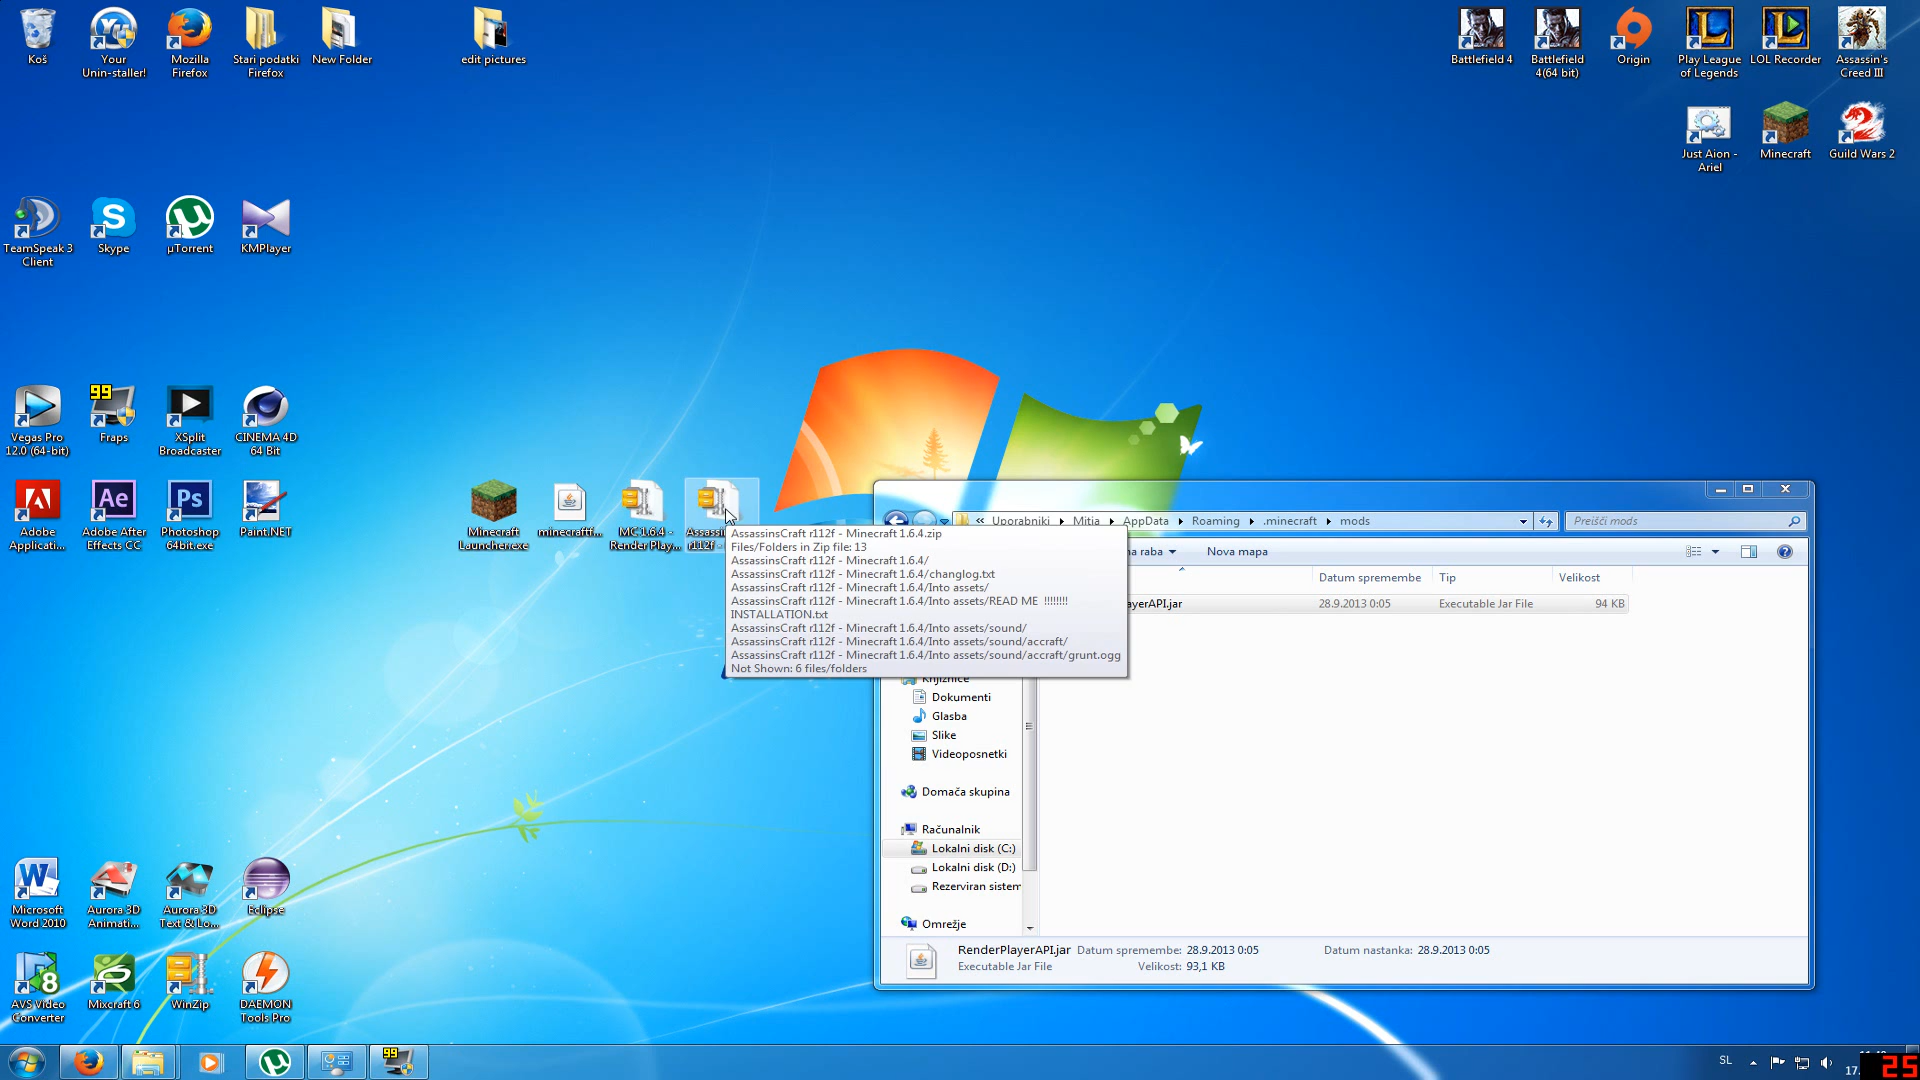 Koš
Your
Unin-staller!
Mozilla
Firefox
Stari podatki
Firefox
New Folder
edit pictures
Battlefield 4
Battlefield
4(64 bit)
Origin
Play League
of Legends
LOL Recorder
Assassin's
Creed III
Just Aion -
Ariel
Minecraft
Guild Wars 2
TeamSpeak 3
Client
Skype
µTorrent
KMPlayer
99
Vegas Pro
12.0 (64-bit)
Fraps
XSplit
Broadcaster
CINEMA 4D
64 Bit
Adobe
Applicati...
Adobe After
Effects CC
Photoshop
64bit.exe
Paint.NET
Minecraft
Launcher.exe
minecraftf...
MC 1.6.4 -
Render Play...
Assassin
r112f -
« Uporabniki Mitja AppData Roaming .minecraft mods
Preišči mods
na raba
Nova mapa
Datum spremembe
Tip
Velikost
ayerAPI.jar
28.9.2013 0:05
Executable Jar File
94 KB
AssassinsCraft r112f - Minecraft 1.6.4.zip
Files/Folders in Zip file: 13
AssassinsCraft r112f - Minecraft 1.6.4/
AssassinsCraft r112f - Minecraft 1.6.4/changlog.txt
AssassinsCraft r112f - Minecraft 1.6.4/Into assets/
AssassinsCraft r112f - Minecraft 1.6.4/Into assets/READ ME !!!!!!!!
INSTALLATION.txt
AssassinsCraft r112f - Minecraft 1.6.4/Into assets/sound/
AssassinsCraft r112f - Minecraft 1.6.4/Into assets/sound/accraft/
AssassinsCraft r112f - Minecraft 1.6.4/Into assets/sound/accraft/grunt.ogg
Not Shown: 6 files/folders
Knjižnice
Dokumenti
Glasba
Slike
Videoposnetki
Domača skupina
Računalnik
Lokalni disk (C:)
Lokalni disk (D:)
Rezerviran sistem
Omrežje
RenderPlayerAPI.jar Datum spremembe: 28.9.2013 0:05
Datum nastanka: 28.9.2013 0:05
Executable Jar File
Velikost: 93,1 KB
Microsoft
Word 2010
Aurora 3D
Animati...
Aurora 3D
Text & Lo...
Eclipse
AVS Video
Converter
Mixcraft 6
WinZip
DAEMON
Tools Pro
99
SL
17.
25